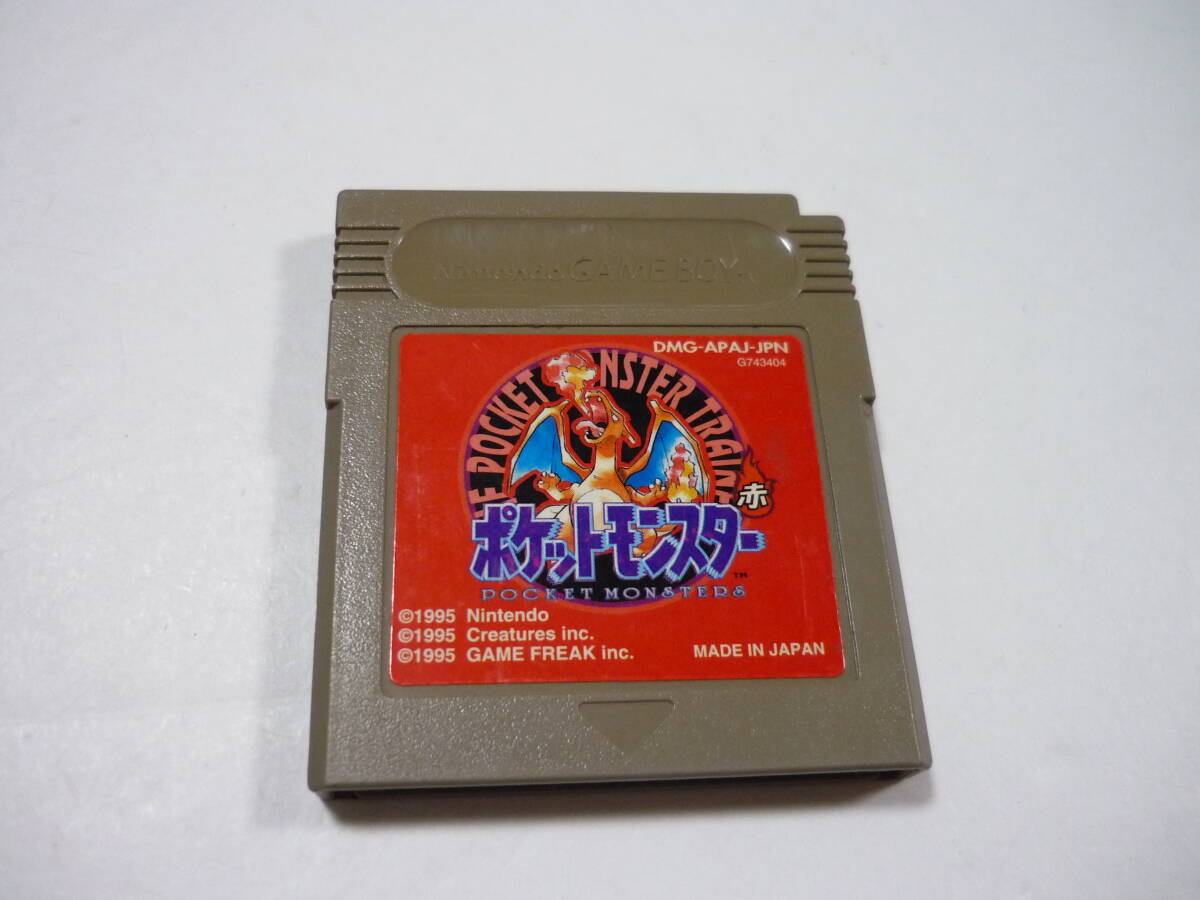 Nintendo GAME BOY
DMG-APAJ-JPN
G743404
POCKET MONSTER
赤
ポケットモンスター
TM
POCKET MONSTERS
©1995 Nintendo
©1995 Creatures inc.
©1995 GAME FREAK inc.
MADE IN JAPAN